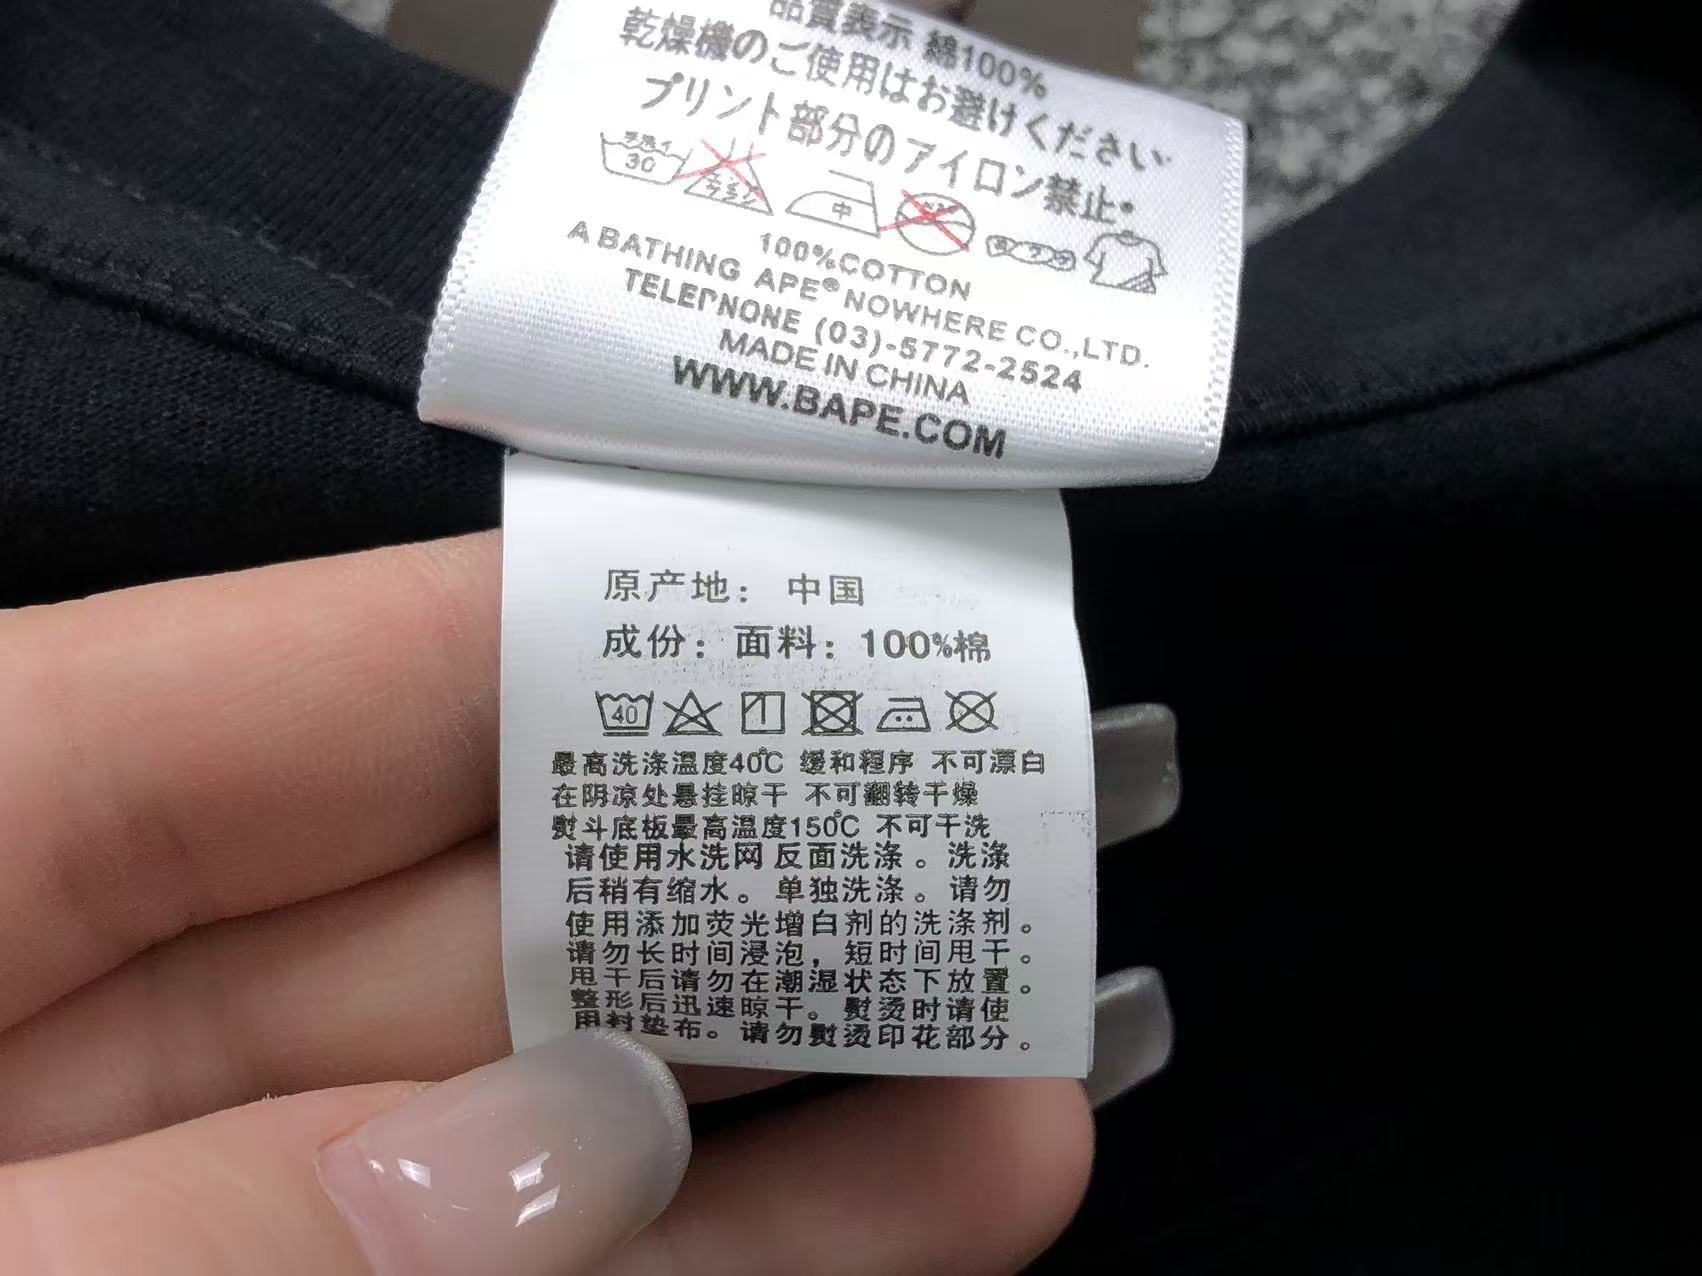 品質表示 綿100%
乾燥機のご使用はお避けください
プリント部分のアイロン禁止
30 中
100%COTTON
A BATHING APE® NOWHERE CO.,LTD.
TELEPNONE (03)-5772-2524
MADE IN CHINA
WWW.BAPE.COM
原产地：中国
成份：面料：100%棉
40
最高洗涤温度40℃ 缓和程序 不可漂白
在阴凉处悬挂晾干 不可翻转干燥
熨斗底板最高温度150℃ 不可干洗
请使用水洗网反面洗涤。洗涤
后稍有缩水。单独洗涤。请勿
使用添加荧光增白剂的洗涤剂。
请勿长时间浸泡，短时间甩干。
甩干后请勿在潮湿状态下放置。
整形后迅速晾干。熨烫时请使
用衬垫布。请勿熨烫印花部分。